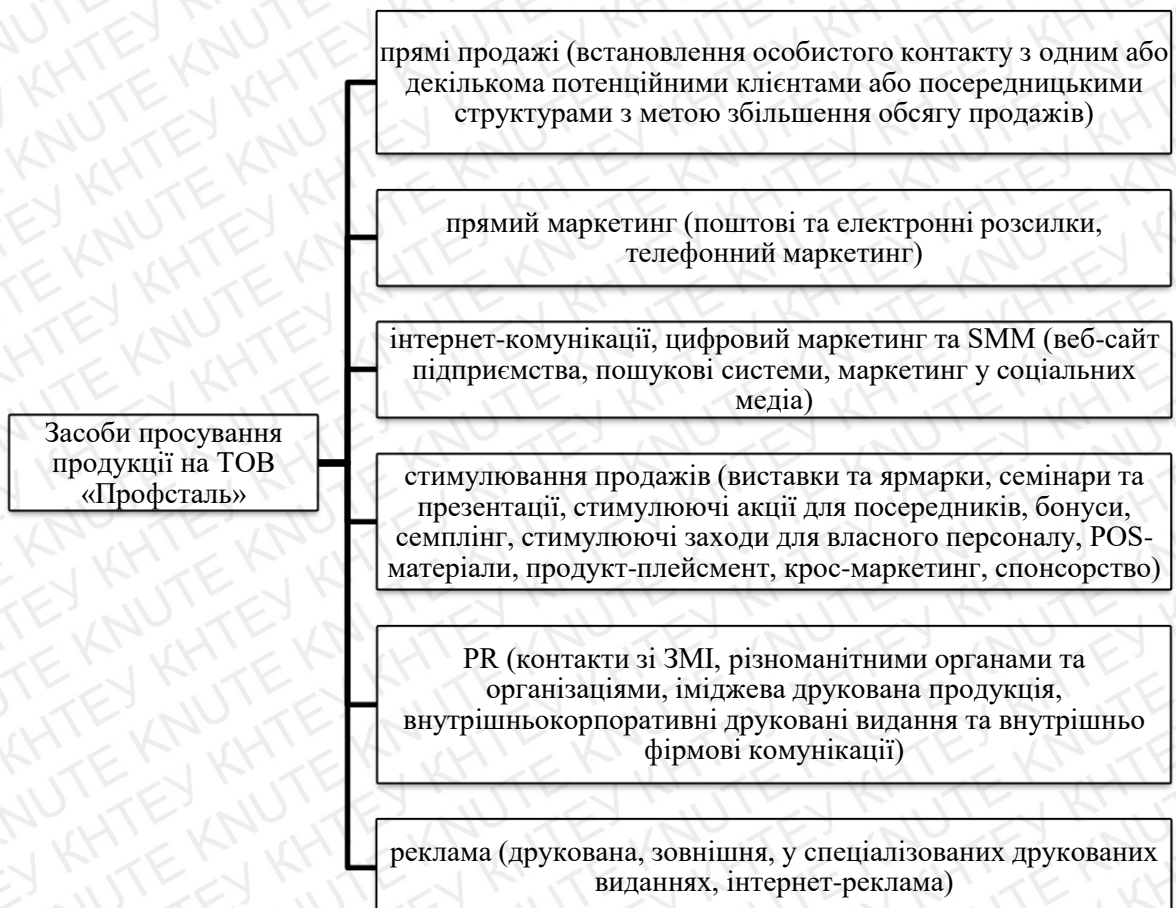 прямі продажі (встановлення особистого контакту з одним або
декількома потенційними клієнтами або посередницькими
структурами з метою збільшення обсягу продажів)
прямий маркетинг (поштові та електронні розсилки,
телефонний маркетинг)
інтернет-комунікації, цифровий маркетинг та SMM (веб-сайт
підприємства, пошукові системи, маркетинг у соціальних
медіа)
Засоби просування
продукції на ТОВ
«Профсталь»
стимулювання продажів (виставки та ярмарки, семінари та
презентації, стимулюючі акції для посередників, бонуси,
семплінг, стимулюючі заходи для власного персоналу, POS-
матеріали, продукт-плейсмент, крос-маркетинг, спонсорство)
PR (контакти зі ЗМІ, різноманітними органами та
організаціями, іміджева друкована продукція,
внутрішньокорпоративні друковані видання та внутрішньо
фірмові комунікації)
реклама (друкована, зовнішня, у спеціалізованих друкованих
виданнях, інтернет-реклама)